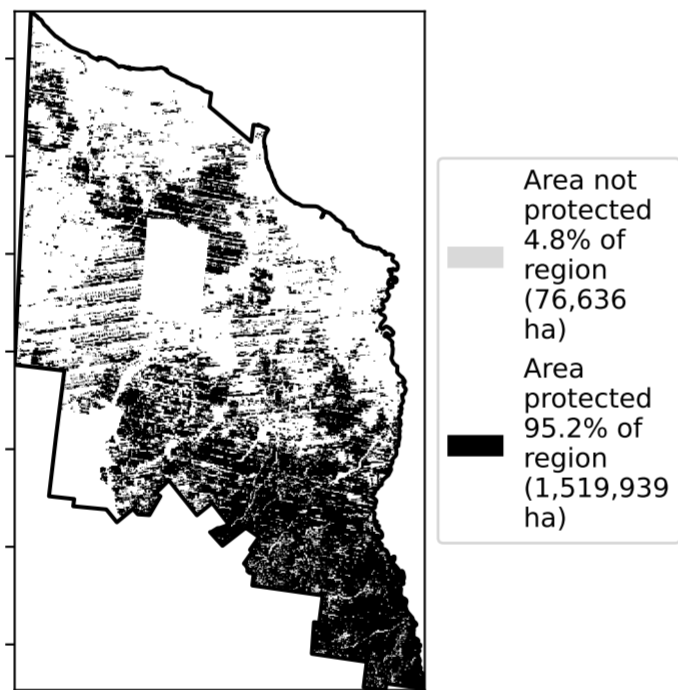 Area not
protected
4.8% of
region
(76,636
ha)
Area
protected
95.2% of
region
(1,519,939
ha)